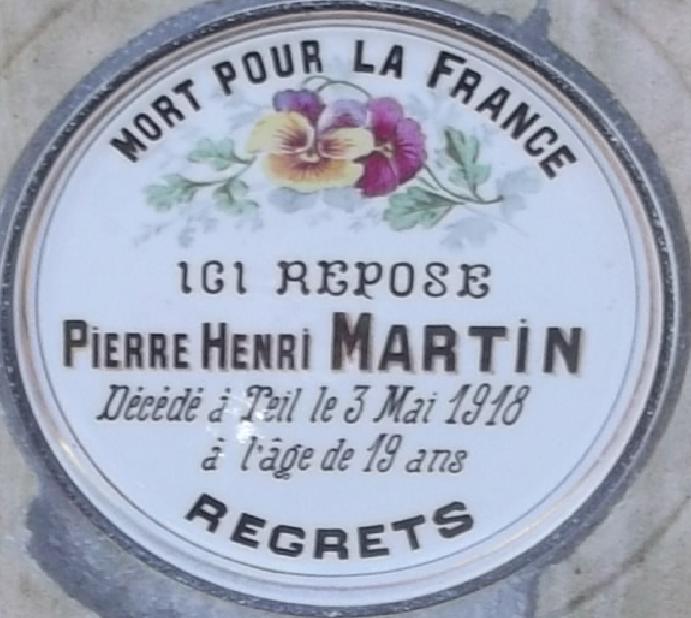 MORT POUR LA FRANCE
ICI REPOSE
PiERRE HENRi MARTiN
Décédé à Teil le 3 Mai 1918
à l'âge de 19 ans
REGRETS